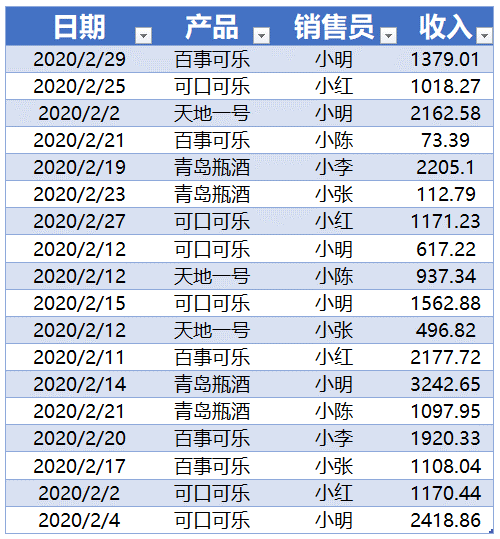 日期 产品 销售员 收入
2020/2/29 百事可乐 小明 1379.01
2020/2/25 可口可乐 小红 1018.27
2020/2/2 天地一号 小明 2162.58
2020/2/21 百事可乐 小陈 73.39
2020/2/19 青岛瓶酒 小李 2205.1
2020/2/23 青岛瓶酒 小张 112.79
2020/2/27 可口可乐 小红 1171.23
2020/2/12 可口可乐 小明 617.22
2020/2/12 天地一号 小陈 937.34
2020/2/15 可口可乐 小明 1562.88
2020/2/12 天地一号 小张 496.82
2020/2/11 百事可乐 小红 2177.72
2020/2/14 青岛瓶酒 小明 3242.65
2020/2/21 青岛瓶酒 小陈 1097.95
2020/2/20 百事可乐 小李 1920.33
2020/2/17 百事可乐 小张 1108.04
2020/2/2 可口可乐 小红 1170.44
2020/2/4 可口可乐 小明 2418.86